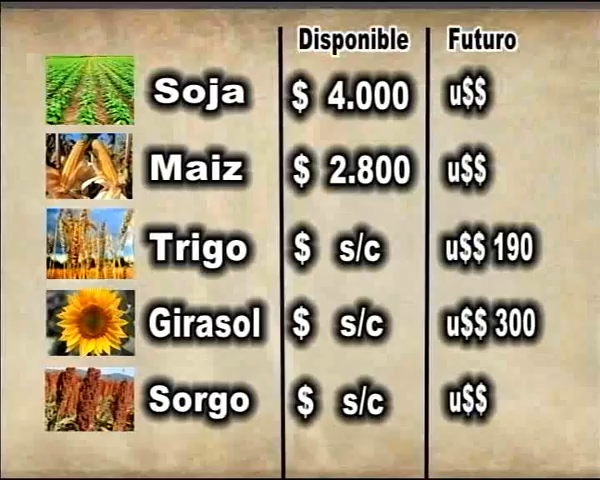 Disponible Futuro
Soja $ 4.000 u$$
Maiz $ 2.800 u$$
Trigo $ s/c u$$ 190
Girasol $ s/c u$$ 300
Sorgo $ s/c u$$